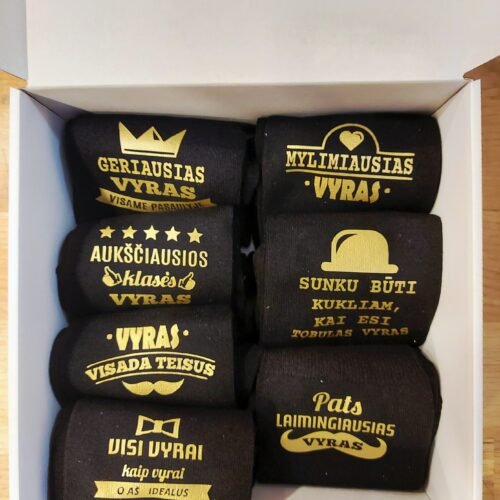 GERIAUSIAS
VYRAS
VISAME PASAULYJE
AUKŠČIAUSIOS
klasės
VYRAS
VYRAS
VISADA TEISUS
VISI VYRAI
kaip vyrai
O AŠ IDEALUS
MYLIMIAUSIAS
VYRAS
SUNKU BŪTI
KUKLIAM,
KAI ESI
TOBULAS VYRAS
Pats
LAIMINGIAUSIAS
VYRAS